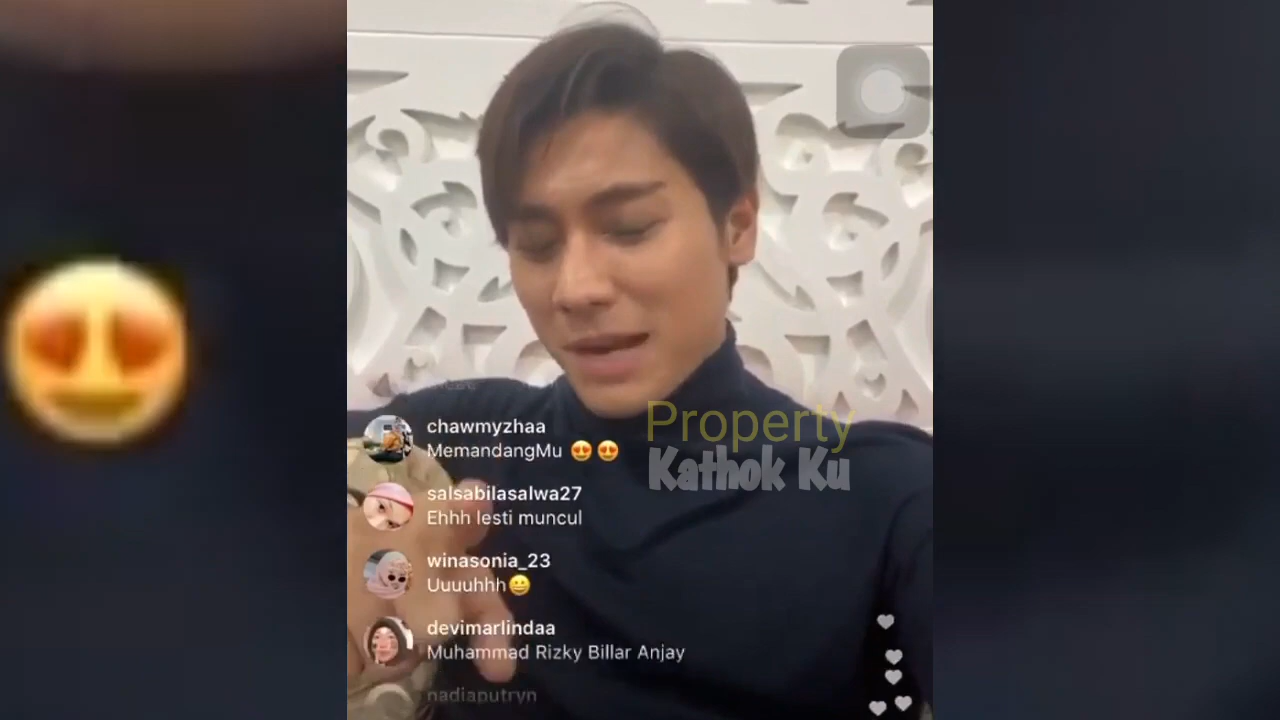 chawmyzhaa
MemandangMu 😍😍
Property
Kathok Ku
salsabilasalwa27
Ehhh lesti muncul
winasonia_23
Uuuuhhh😀
devimarlindaa
Muhammad Rizky Billar Anjay
nadiaputryn